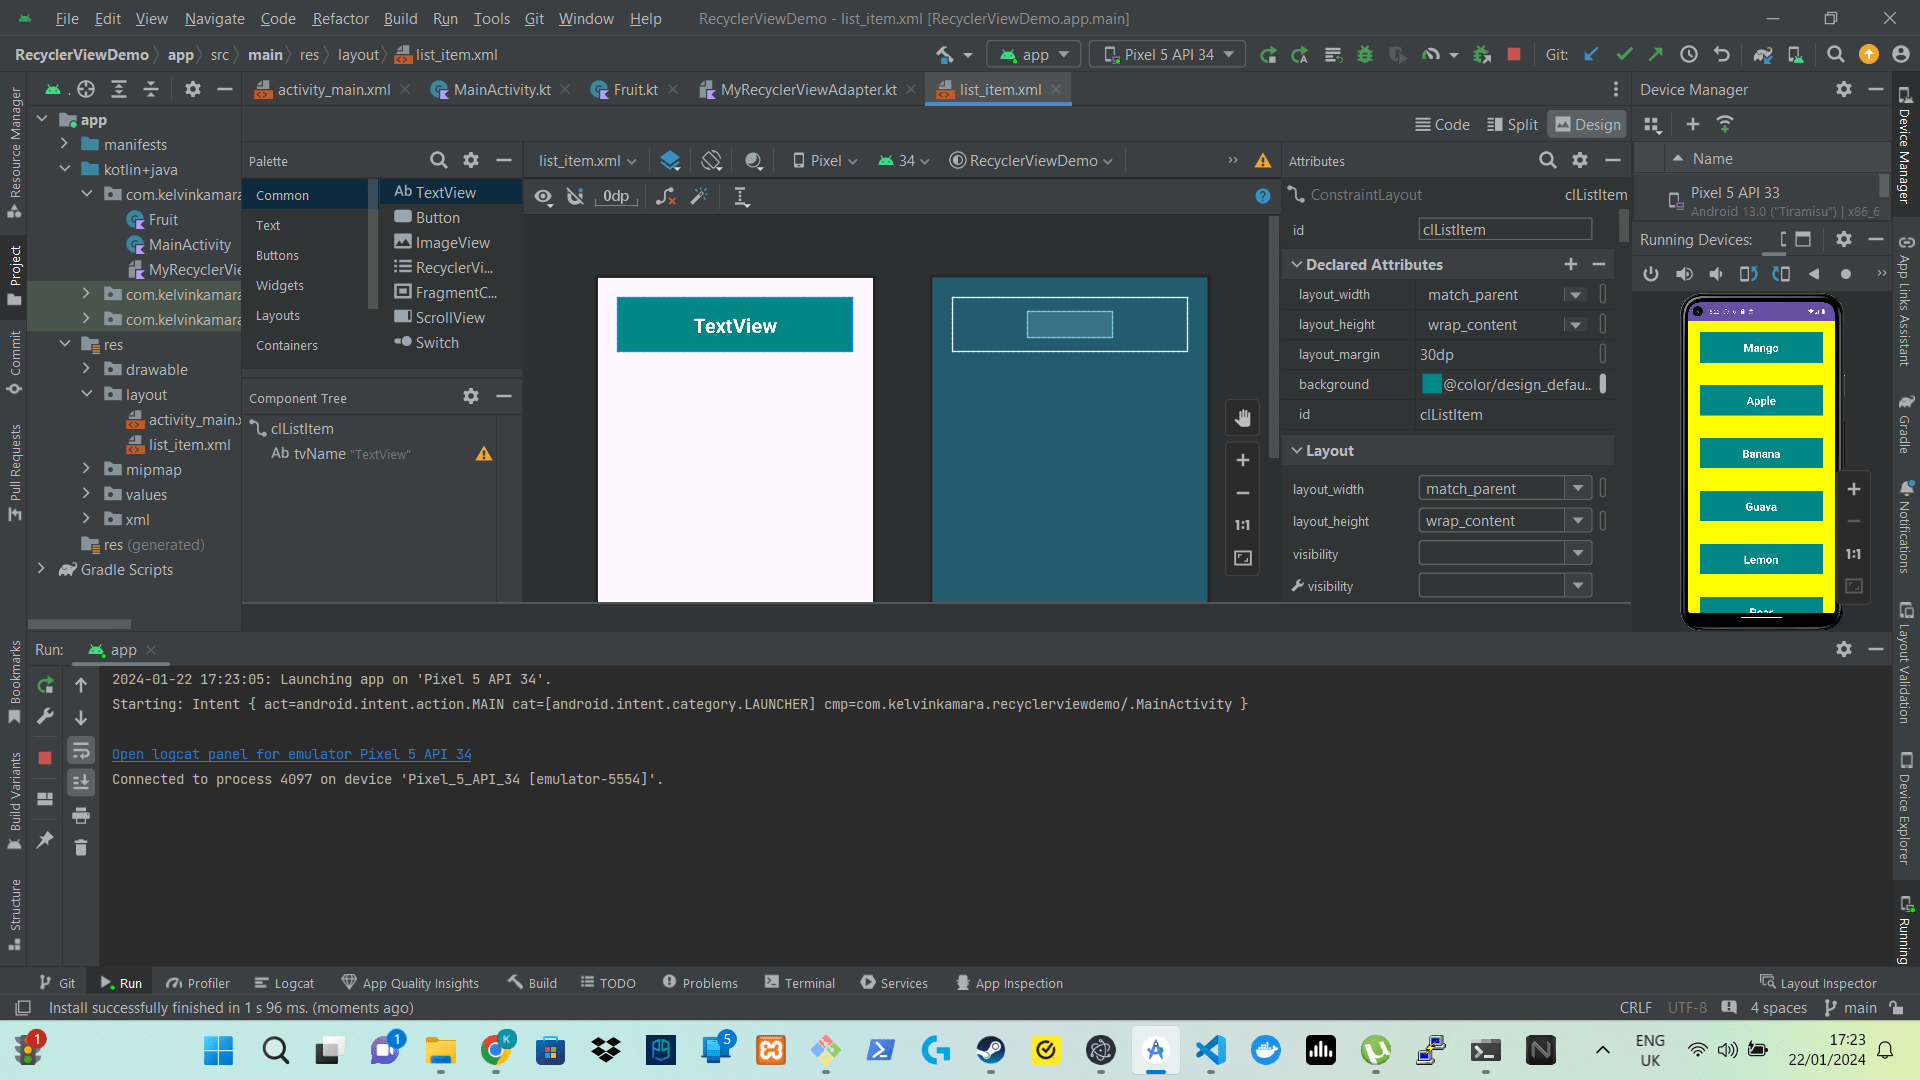 File Edit View Navigate Code Refactor Build Run Tools Git Window Help RecyclerViewDemo - list_item.xml [RecyclerViewDemo.app.main]
RecyclerViewDemo app src main res layout list_item.xml app Pixel 5 API 34 Git:
activity_main.xml MainActivity.kt Fruit.kt MyRecyclerViewAdapter.kt list_item.xml
Code Split Design
Device Manager
Name
Pixel 5 API 33
Android 13.0 ("Tiramisu") | x86_6
Running Devices:
Resource Manager
Project
Commit
Pull Requests
Bookmarks
Build Variants
Structure
app
manifests
kotlin+java
com.kelvinkamara
Fruit
MainActivity
MyRecyclerVie
com.kelvinkamara
com.kelvinkamara
res
drawable
layout
activity_main.x
list_item.xml
mipmap
values
xml
res (generated)
Gradle Scripts
Palette
Common
Text
Buttons
Widgets
Layouts
Containers
Ab TextView
Button
ImageView
RecyclerVi...
FragmentC...
ScrollView
Switch
Component Tree
clListItem
Ab tvName "TextView"
list_item.xml Pixel 34 RecyclerViewDemo
0dp
TextView
1:1
Attributes
ConstraintLayout clListItem
id clListItem
Declared Attributes
layout_width match_parent
layout_height wrap_content
layout_margin 30dp
background @color/design_defau..
id clListItem
Layout
layout_width match_parent
layout_height wrap_content
visibility
visibility
Mango
Apple
Banana
Guava
Lemon
Pear
1:1
Device Manager
App Links Assistant
Gradle
Notifications
Layout Validation
Device Explorer
Running
Run: app
2024-01-22 17:23:05: Launching app on 'Pixel 5 API 34'.
Starting: Intent { act=android.intent.action.MAIN cat=[android.intent.category.LAUNCHER] cmp=com.kelvinkamara.recyclerviewdemo/.MainActivity }
Open logcat panel for emulator Pixel 5 API 34
Connected to process 4097 on device 'Pixel_5_API_34 [emulator-5554]'.
Git Run Profiler Logcat App Quality Insights Build TODO Problems Terminal Services App Inspection Layout Inspector
Install successfully finished in 1 s 96 ms. (moments ago) CRLF UTF-8 4 spaces main
1 1 K 5 ENG UK 17:23 22/01/2024